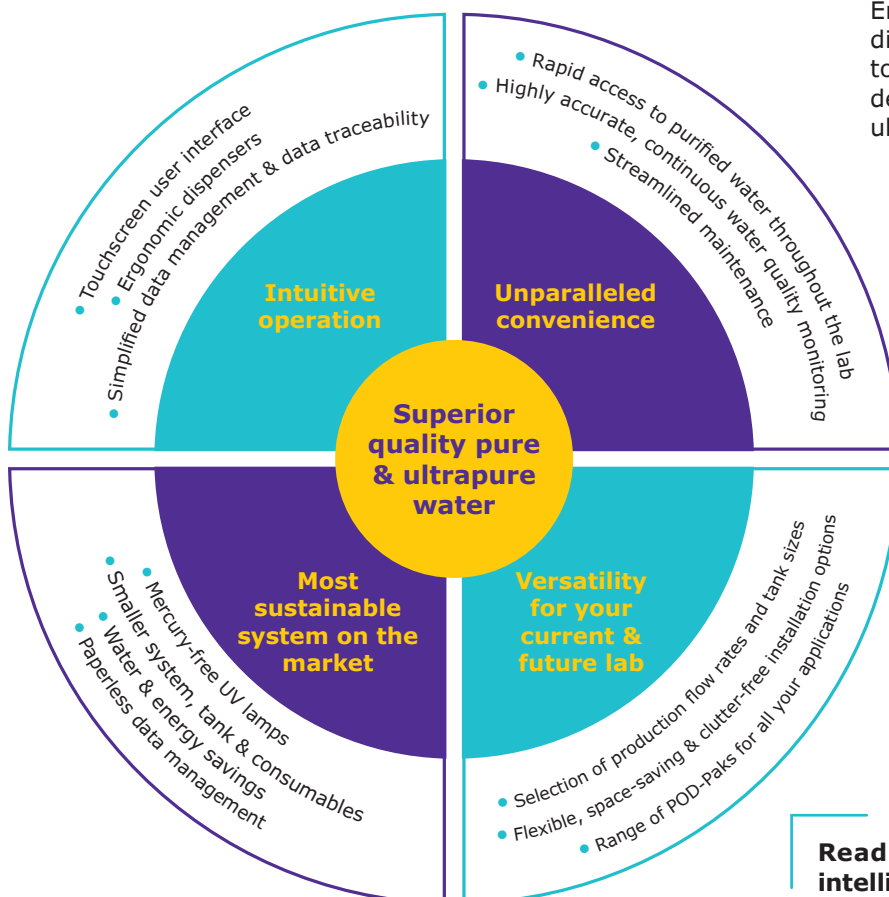 Touchscreen user interface
Ergonomic dispensers
Simplified data management & data traceability
Intuitive
operation
Rapid access to purified water throughout the lab
Highly accurate, continuous water quality monitoring
Streamlined maintenance
Unparalleled
convenience
Superior
quality pure
& ultrapure
water
Most
sustainable
system on the
market
Mercury-free UV lamps
Smaller system, tank & consumables
Water & energy savings
Paperless data management
Versatility
for your
current &
future lab
Selection of production flow rates and tank sizes
Flexible, space-saving & clutter-free installation options
Range of POD-Paks for all your applications
Read